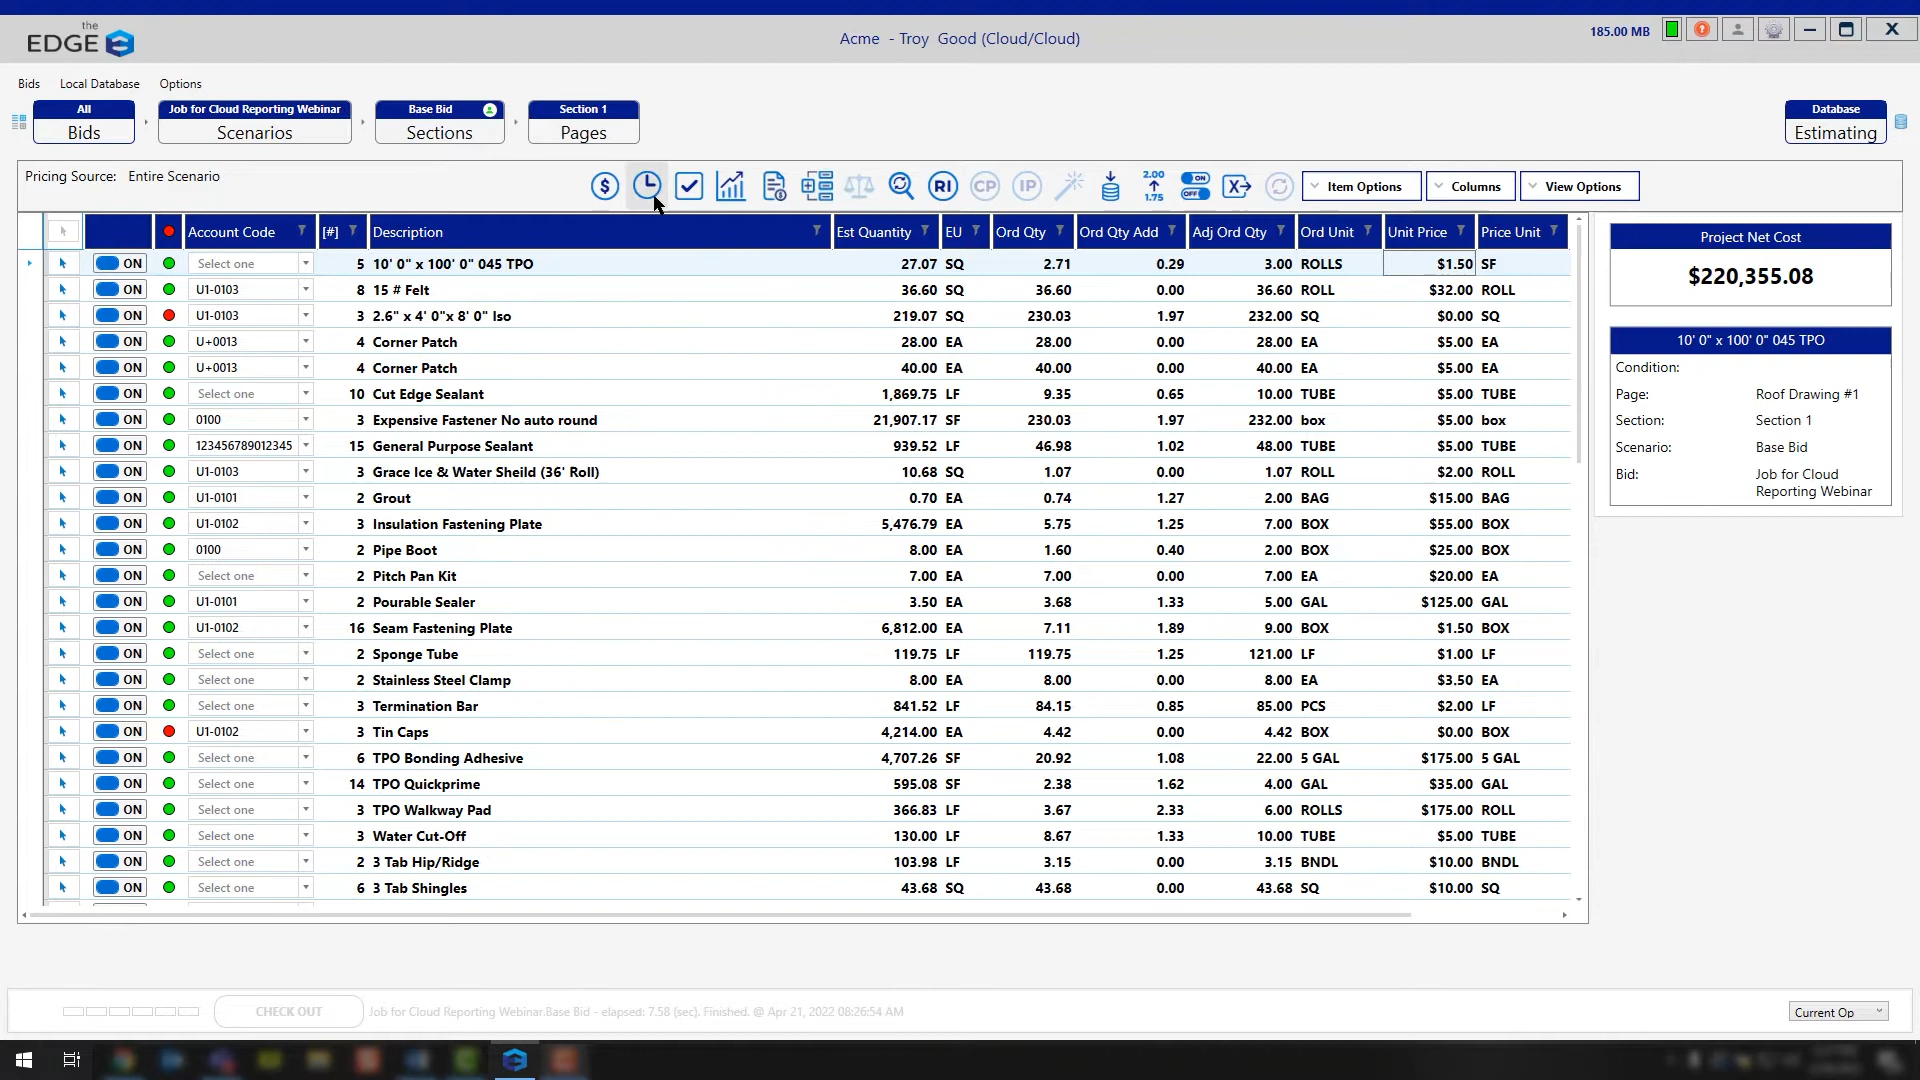 the
EDGE
Acme - Troy Good (Cloud/Cloud)
185.00 MB
Bids Local Database Options
All
Bids
Job for Cloud Reporting Webinar
Scenarios
Base Bid
Sections
Section 1
Pages
Database
Estimating
Pricing Source: Entire Scenario
$ RI CP IP 2.00 1.75 ON OFF X Item Options Columns View Options
Account Code [#] Description Est Quantity EU Ord Qty Ord Qty Add Adj Ord Qty Ord Unit Unit Price Price Unit
ON Select one 5 10' 0" x 100' 0" 045 TPO 27.07 SQ 2.71 0.29 3.00 ROLLS $1.50 SF
ON U1-0103 8 15 # Felt 36.60 SQ 36.60 0.00 36.60 ROLL $32.00 ROLL
ON U1-0103 3 2.6" x 4' 0"x 8' 0" Iso 219.07 SQ 230.03 1.97 232.00 SQ $0.00 SQ
ON U+0013 4 Corner Patch 28.00 EA 28.00 0.00 28.00 EA $5.00 EA
ON U+0013 4 Corner Patch 40.00 EA 40.00 0.00 40.00 EA $5.00 EA
ON Select one 10 Cut Edge Sealant 1,869.75 LF 9.35 0.65 10.00 TUBE $5.00 TUBE
ON 0100 3 Expensive Fastener No auto round 21,907.17 SF 230.03 1.97 232.00 box $5.00 box
ON 123456789012345 15 General Purpose Sealant 939.52 LF 46.98 1.02 48.00 TUBE $5.00 TUBE
ON U1-0103 3 Grace Ice & Water Sheild (36' Roll) 10.68 SQ 1.07 0.00 1.07 ROLL $2.00 ROLL
ON U1-0101 2 Grout 0.70 EA 0.74 1.27 2.00 BAG $15.00 BAG
ON U1-0102 3 Insulation Fastening Plate 5,476.79 EA 5.75 1.25 7.00 BOX $55.00 BOX
ON 0100 2 Pipe Boot 8.00 EA 1.60 0.40 2.00 BOX $25.00 BOX
ON Select one 2 Pitch Pan Kit 7.00 EA 7.00 0.00 7.00 EA $20.00 EA
ON U1-0101 2 Pourable Sealer 3.50 EA 3.68 1.33 5.00 GAL $125.00 GAL
ON U1-0102 16 Seam Fastening Plate 6,812.00 EA 7.11 1.89 9.00 BOX $1.50 BOX
ON Select one 2 Sponge Tube 119.75 LF 119.75 1.25 121.00 LF $1.00 LF
ON Select one 2 Stainless Steel Clamp 8.00 EA 8.00 0.00 8.00 EA $3.50 EA
ON Select one 3 Termination Bar 841.52 LF 84.15 0.85 85.00 PCS $2.00 LF
ON U1-0102 3 Tin Caps 4,214.00 EA 4.42 0.00 4.42 BOX $0.00 BOX
ON Select one 6 TPO Bonding Adhesive 4,707.26 SF 20.92 1.08 22.00 5 GAL $175.00 5 GAL
ON Select one 14 TPO Quickprime 595.08 SF 2.38 1.62 4.00 GAL $35.00 GAL
ON Select one 3 TPO Walkway Pad 366.83 LF 3.67 2.33 6.00 ROLLS $175.00 ROLL
ON Select one 3 Water Cut-Off 130.00 LF 8.67 1.33 10.00 TUBE $5.00 TUBE
ON Select one 2 3 Tab Hip/Ridge 103.98 LF 3.15 0.00 3.15 BNDL $10.00 BNDL
ON Select one 6 3 Tab Shingles 43.68 SQ 43.68 0.00 43.68 SQ $10.00 SQ
Project Net Cost
$220,355.08
10' 0" x 100' 0" 045 TPO
Condition:
Page: Roof Drawing #1
Section: Section 1
Scenario: Base Bid
Bid: Job for Cloud
Reporting Webinar
CHECK OUT Job for Cloud Reporting Webinar.Base Bid - elapsed: 7.58 (sec). Finished. @ Apr 21, 2022 08:26:54 AM
Current Op